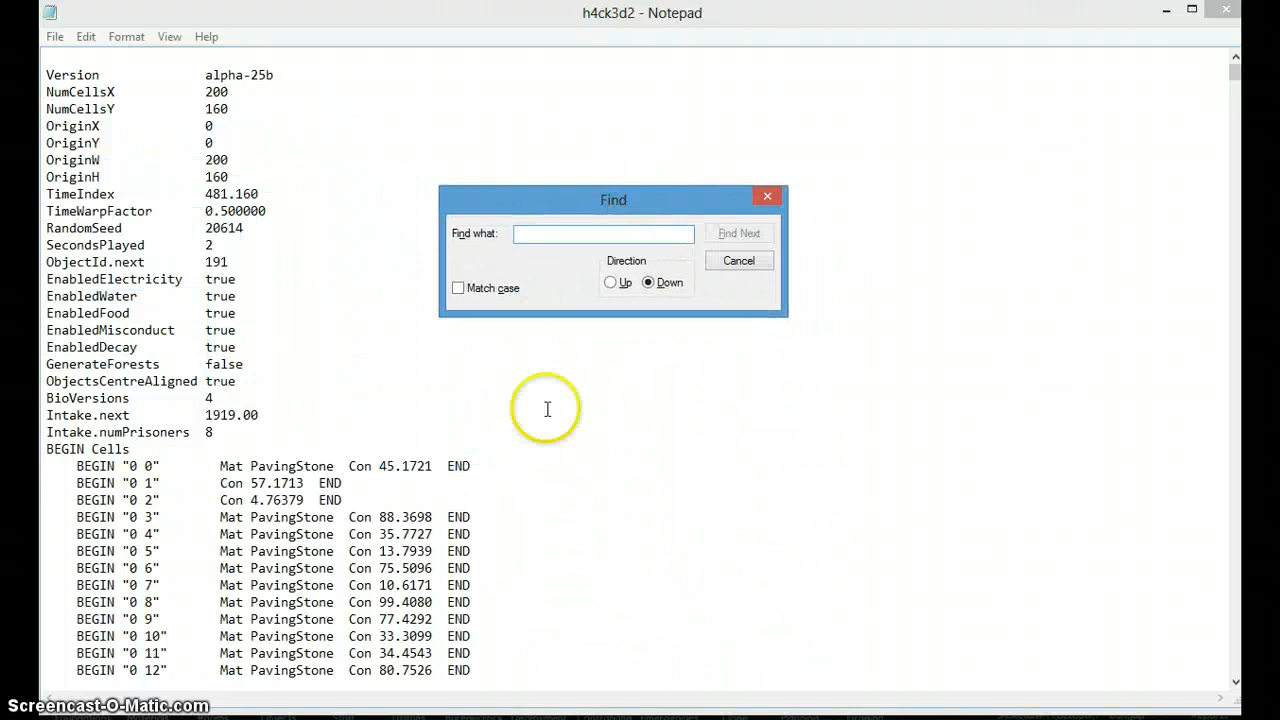 h4ck3d2 - Notepad
File Edit Format View Help
Version alpha-25b
NumCellsX 200
NumCellsY 160
OriginX 0
OriginY 0
OriginW 200
OriginH 160
TimeIndex 481.160
TimeWarpFactor 0.500000
RandomSeed 20614
SecondsPlayed 2
ObjectId.next 191
EnabledElectricity true
EnabledWater true
EnabledFood true
EnabledMisconduct true
EnabledDecay true
GenerateForests false
ObjectsCentreAligned true
BioVersions 4
Intake.next 1919.00
Intake.numPrisoners 8
BEGIN Cells
BEGIN "0 0" Mat PavingStone Con 45.1721 END
BEGIN "0 1" Con 57.1713 END
BEGIN "0 2" Con 4.76379 END
BEGIN "0 3" Mat PavingStone Con 88.3698 END
BEGIN "0 4" Mat PavingStone Con 35.7727 END
BEGIN "0 5" Mat PavingStone Con 13.7939 END
BEGIN "0 6" Mat PavingStone Con 75.5096 END
BEGIN "0 7" Mat PavingStone Con 10.6171 END
BEGIN "0 8" Mat PavingStone Con 99.4080 END
BEGIN "0 9" Mat PavingStone Con 77.4292 END
BEGIN "0 10" Mat PavingStone Con 33.3099 END
BEGIN "0 11" Mat PavingStone Con 34.4543 END
BEGIN "0 12" Mat PavingStone Con 80.7526 END
Find
Find what: Find Next
Direction Cancel
Up Down
Match case
Screencast-O-Matic.com